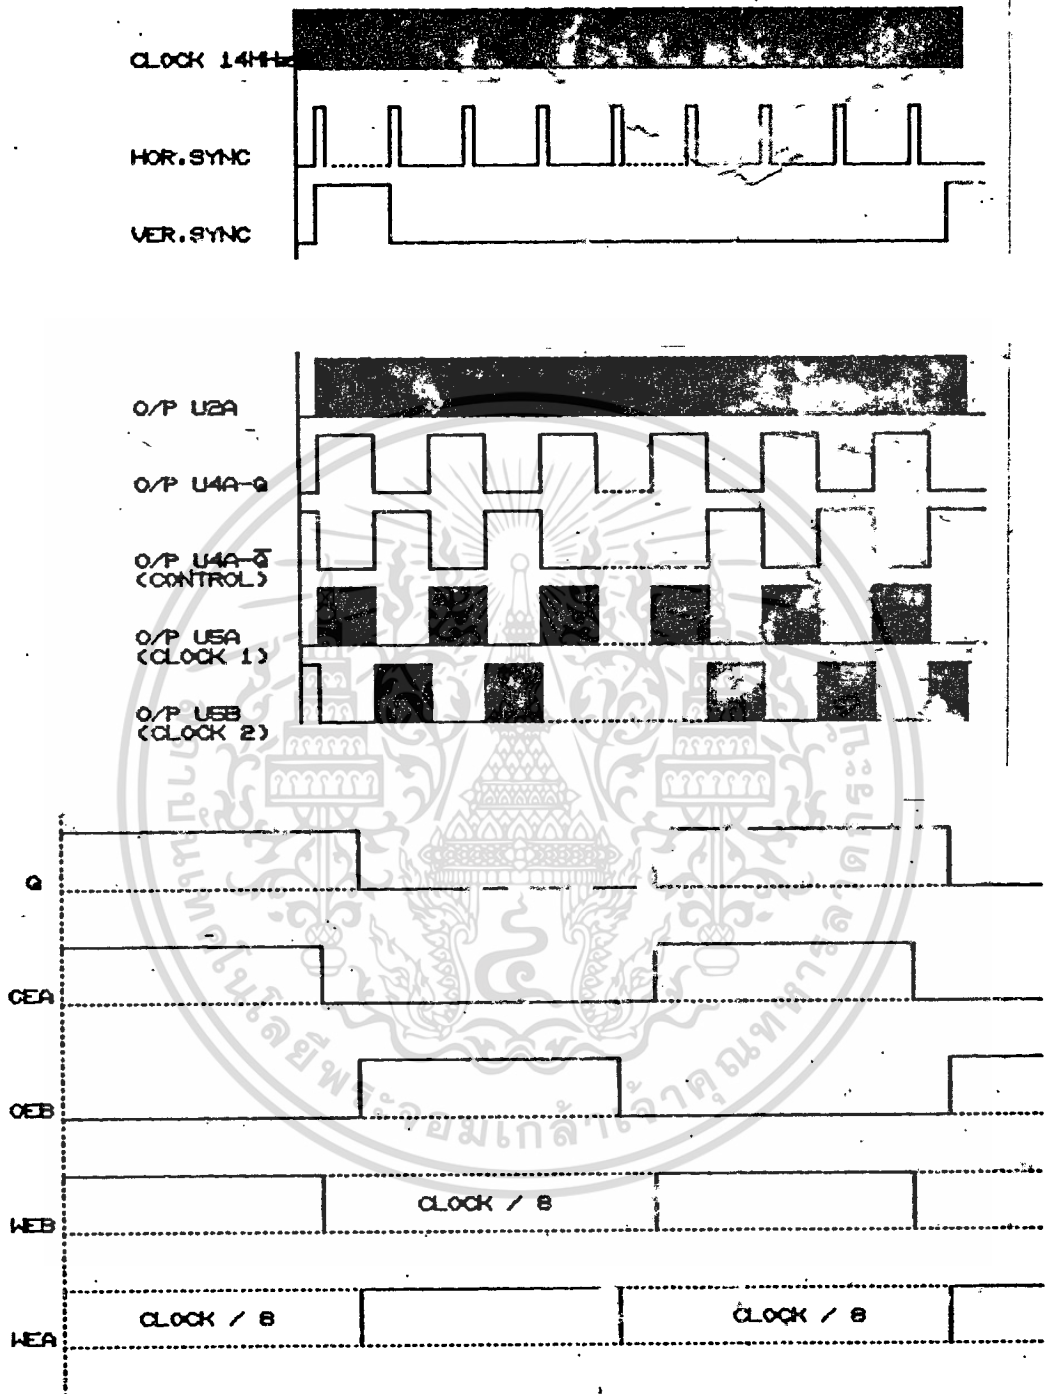 CLOCK 14MHz
HOR.SYNC
VER.SYNC
O/P U2A
O/P U4A-Q
O/P U4A-Q̅
(CONTROL)
O/P U5A
(CLOCK 1)
O/P U5B
(CLOCK 2)
Q
OEA
OEB
WEB
CLOCK / 8
WEA
CLOCK / 8
CLOCK / 8